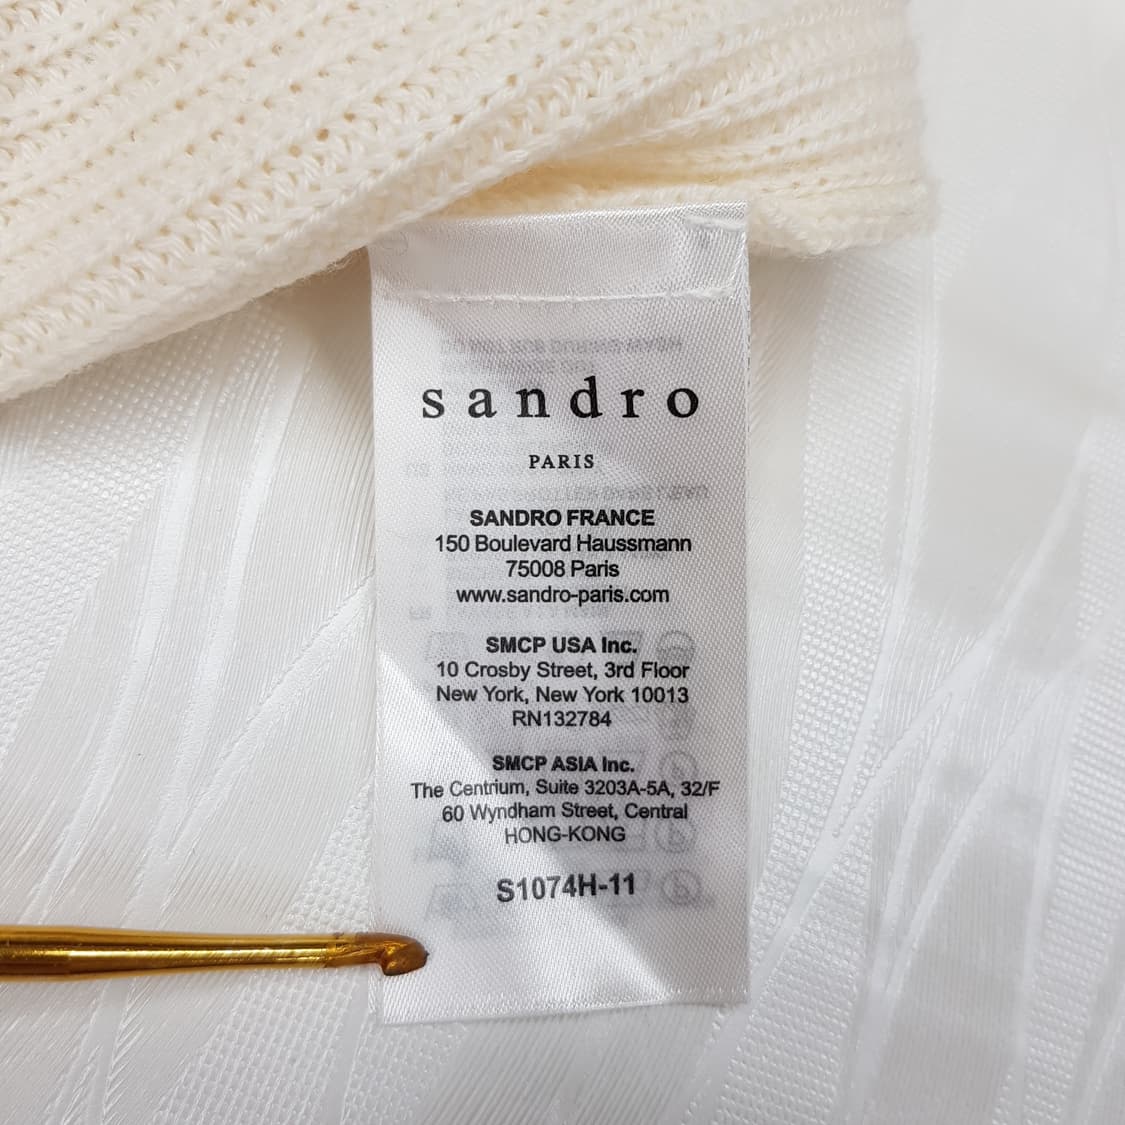 sandro
PARIS
SANDRO FRANCE
150 Boulevard Haussmann
75008 Paris
www.sandro-paris.com
SMCP USA Inc.
10 Crosby Street, 3rd Floor
New York, New York 10013
RN132784
SMCP ASIA Inc.
The Centrium, Suite 3203A-5A, 32/F
60 Wyndham Street, Central
HONG-KONG
S1074H-11